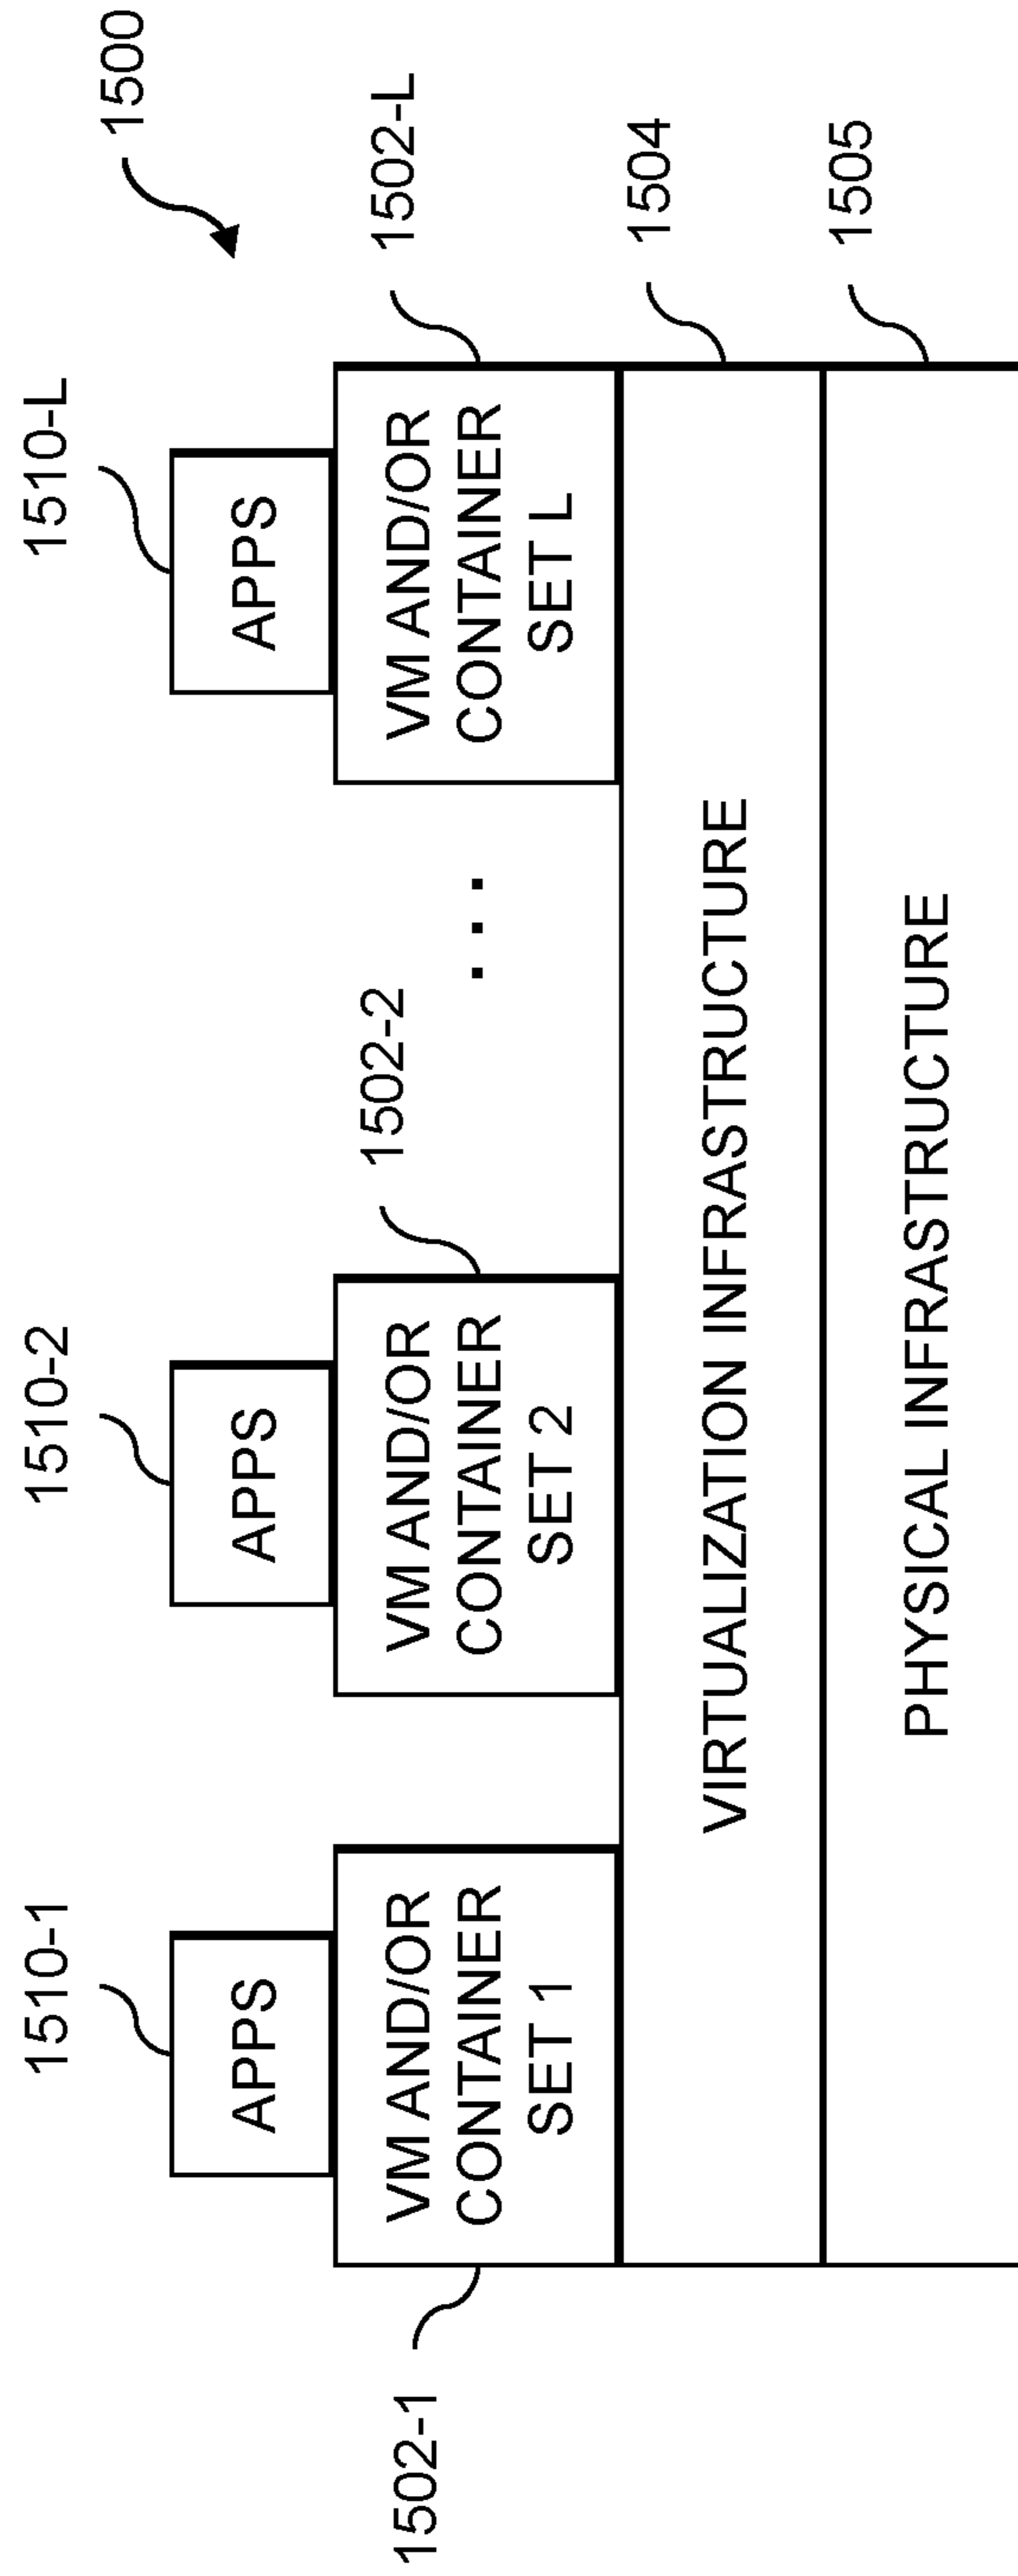 1500
1510-1
1510-2
1510-L
APPS
APPS
APPS
1502-1
VM AND/OR
CONTAINER
SET 1
VM AND/OR
CONTAINER
SET 2
1502-2
...
VM AND/OR
CONTAINER
SET L
1502-L
VIRTUALIZATION INFRASTRUCTURE
1504
PHYSICAL INFRASTRUCTURE
1505